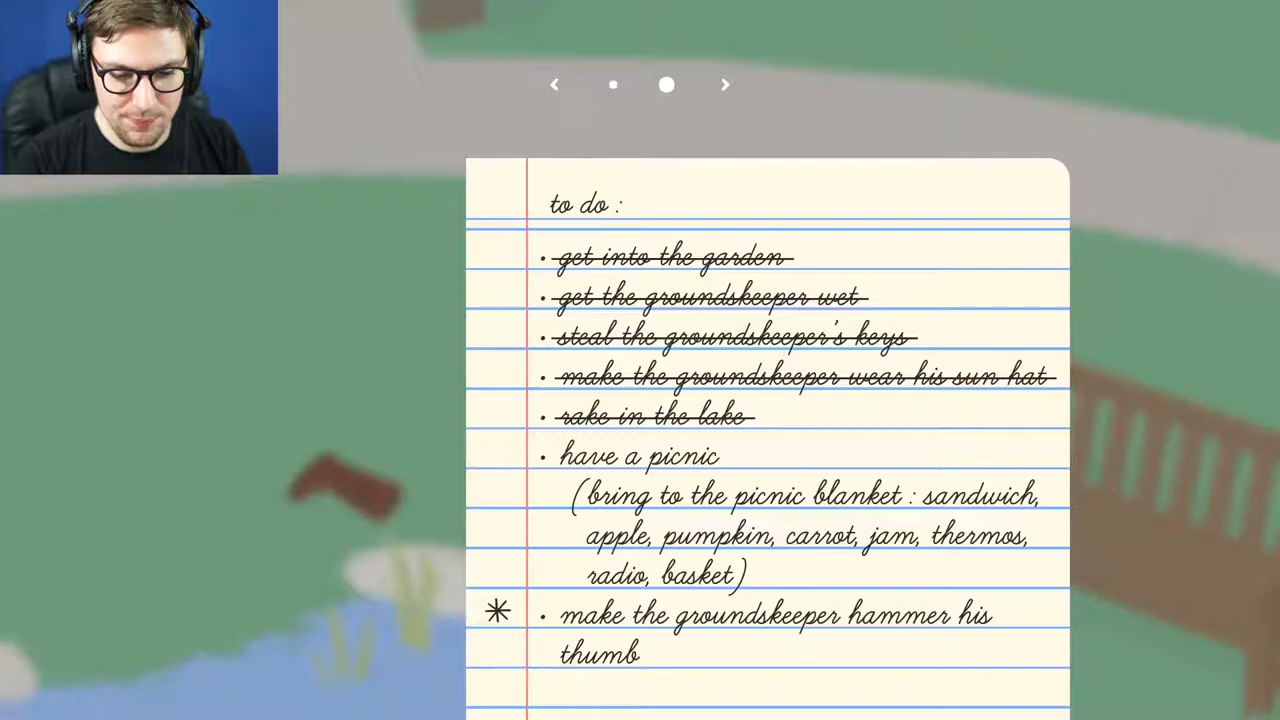 to do :
• get into the garden
• get the groundskeeper wet
• steal the groundskeeper's keys
• make the groundskeeper wear his sun hat
• rake in the lake
• have a picnic
(bring to the picnic blanket : sandwich,
apple, pumpkin, carrot, jam, thermos,
radio, basket)
• make the groundskeeper hammer his
thumb